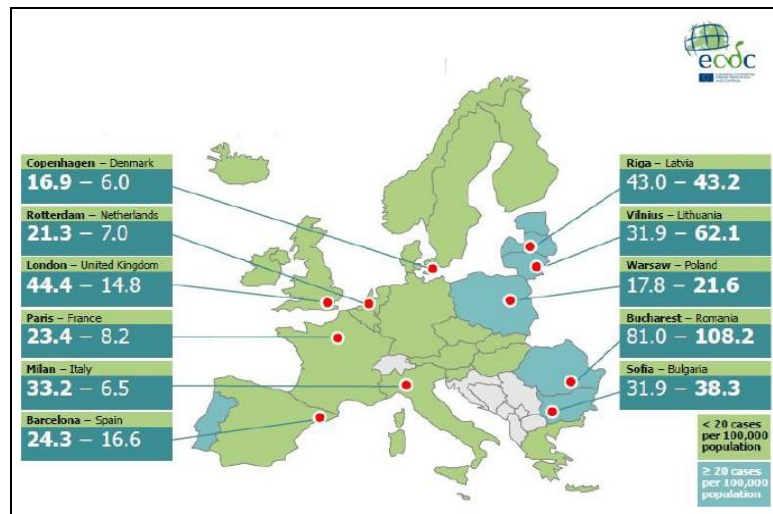 ecdc
Copenhagen – Denmark
16.9 – 6.0
Rotterdam – Netherlands
21.3 – 7.0
London – United Kingdom
44.4 – 14.8
Paris – France
23.4 – 8.2
Milan – Italy
33.2 – 6.5
Barcelona – Spain
24.3 – 16.6
Riga – Latvia
43.0 – 43.2
Vilnius – Lithuania
31.9 – 62.1
Warsaw – Poland
17.8 – 21.6
Bucharest – Romania
81.0 – 108.2
Sofia – Bulgaria
31.9 – 38.3
< 20 cases
per 100,000
population
≥ 20 cases
per 100,000
population